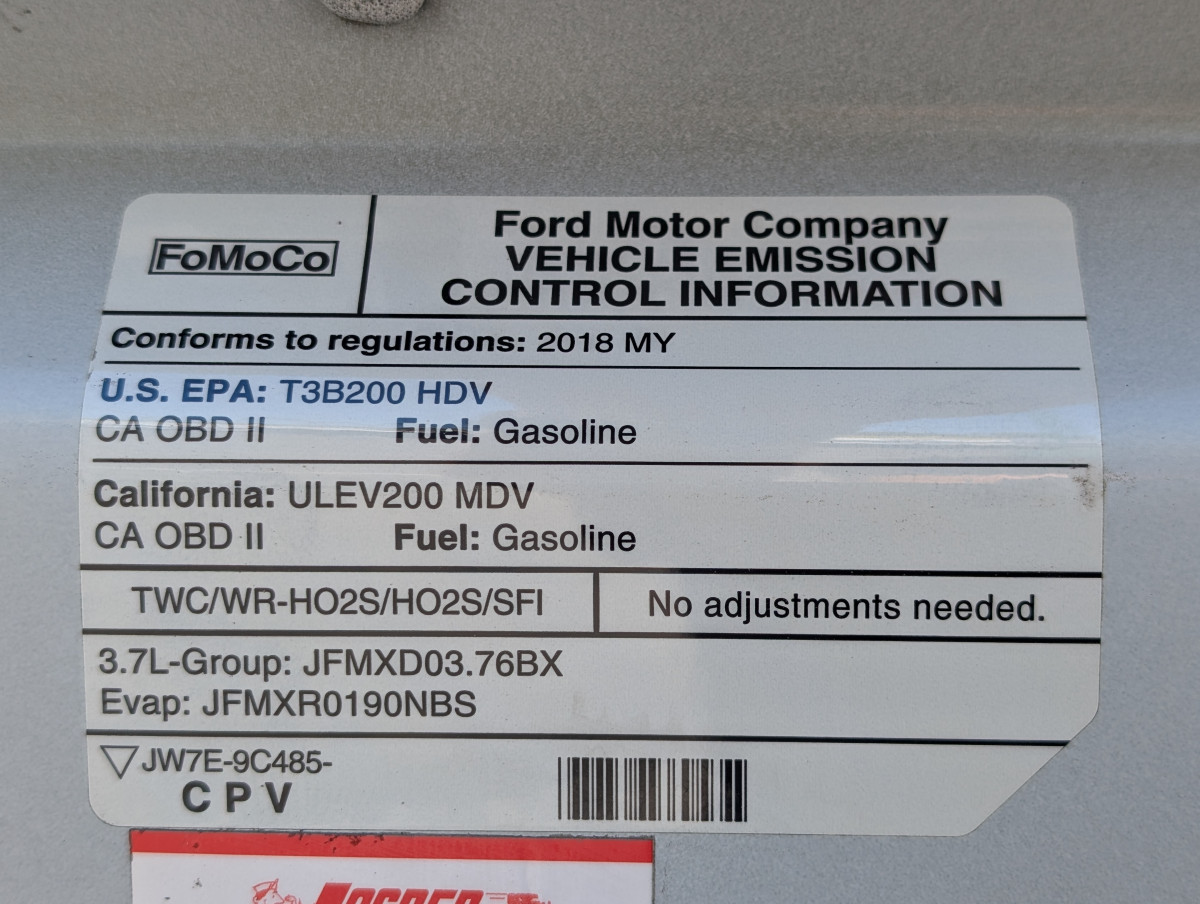 FoMoCo
Ford Motor Company
VEHICLE EMISSION
CONTROL INFORMATION
Conforms to regulations: 2018 MY
U.S. EPA: T3B200 HDV
CA OBD II Fuel: Gasoline
California: ULEV200 MDV
CA OBD II Fuel: Gasoline
TWC/WR-HO2S/HO2S/SFI
No adjustments needed.
3.7L-Group: JFMXD03.76BX
Evap: JFMXR0190NBS
JW7E-9C485-
C P V